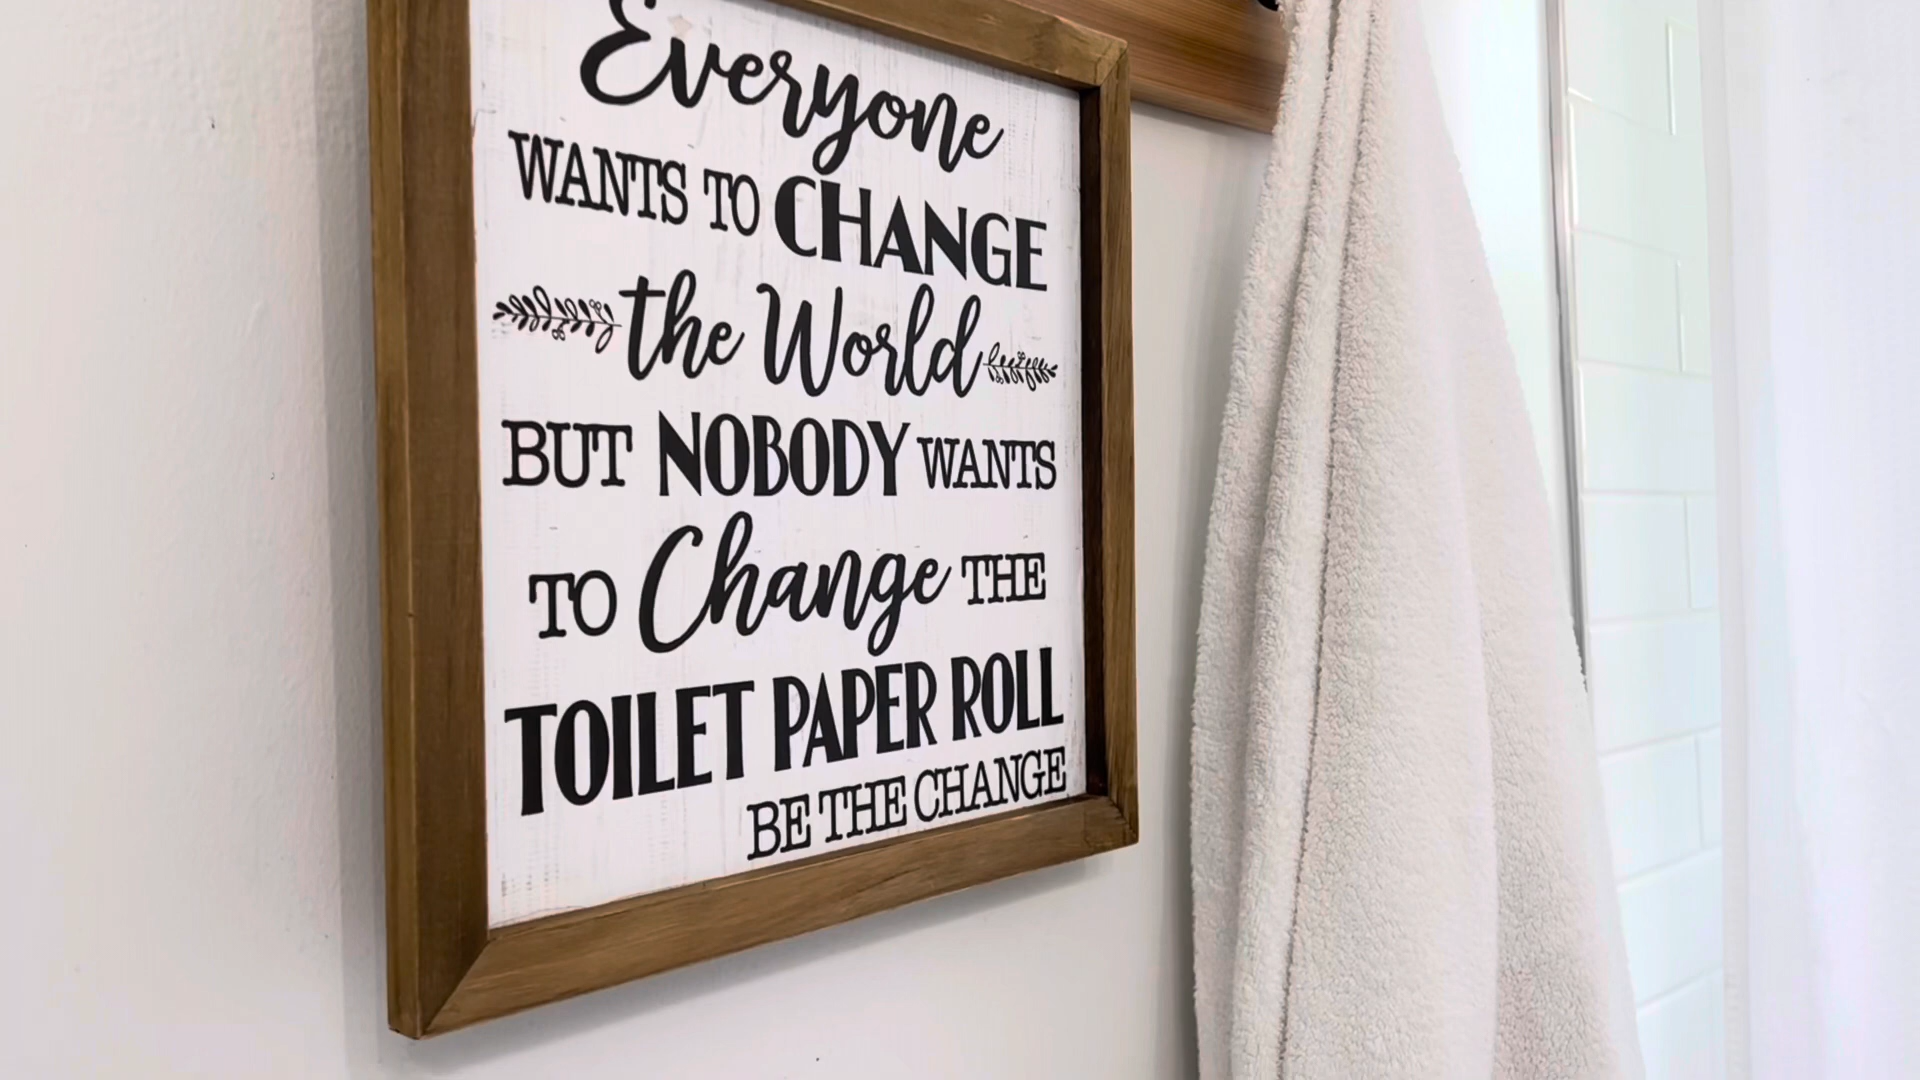 Everyone
WANTS TO CHANGE
the World
BUT NOBODY WANTS
TO Change THE
TOILET PAPER ROLL
BE THE CHANGE